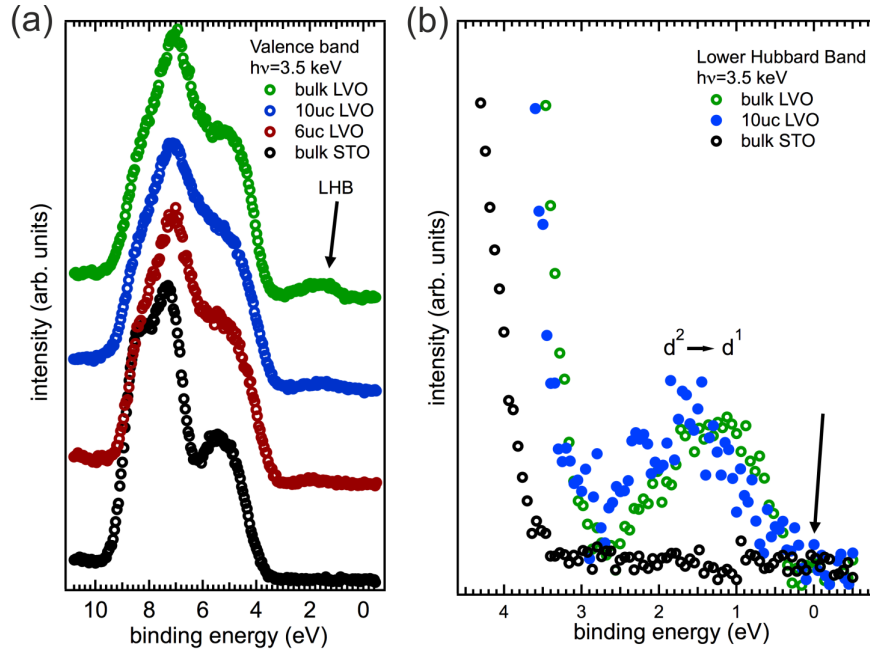 (a)
Valence band
hν=3.5 keV
bulk LVO
10uc LVO
6uc LVO
bulk STO
LHB
intensity (arb. units)
10 8 6 4 2 0
binding energy (eV)
(b)
Lower Hubbard Band
hν=3.5 keV
bulk LVO
10uc LVO
bulk STO
d² → d¹
intensity (arb. units)
4 3 2 1 0
binding energy (eV)